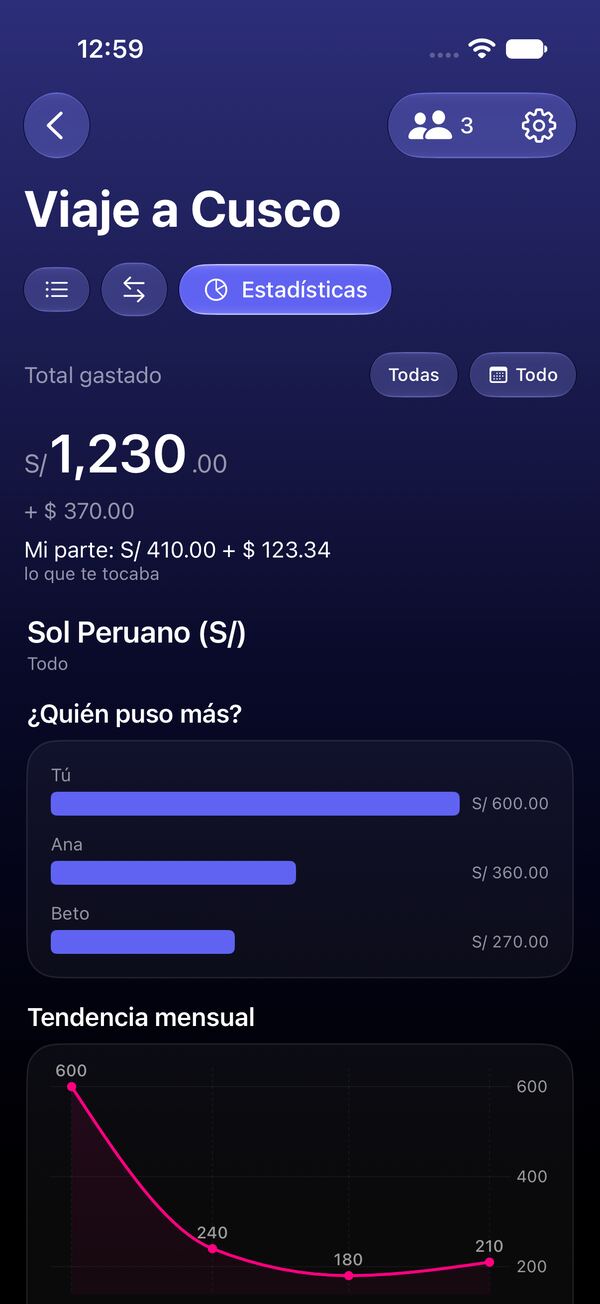 12:59
3
Viaje a Cusco
Estadísticas
Total gastado
Todas
Todo
S/ 1,230.00
+ $ 370.00
Mi parte: S/ 410.00 + $ 123.34
lo que te tocaba
Sol Peruano (S/)
Todo
¿Quién puso más?
Tú
S/ 600.00
Ana
S/ 360.00
Beto
S/ 270.00
Tendencia mensual
600
600
400
240
180
210
200